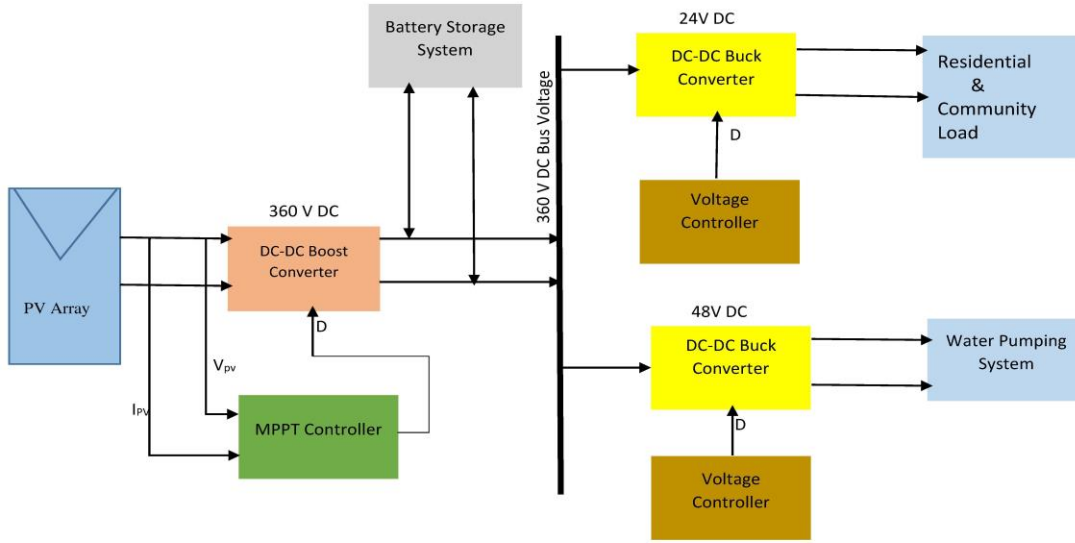 PV Array
Vpv
IPV
MPPT Controller
D
360 V DC
DC-DC Boost
Converter
Battery Storage
System
360 V DC Bus Voltage
24V DC
DC-DC Buck
Converter
D
Voltage
Controller
Residential
&
Community
Load
48V DC
DC-DC Buck
Converter
D
Voltage
Controller
Water Pumping
System